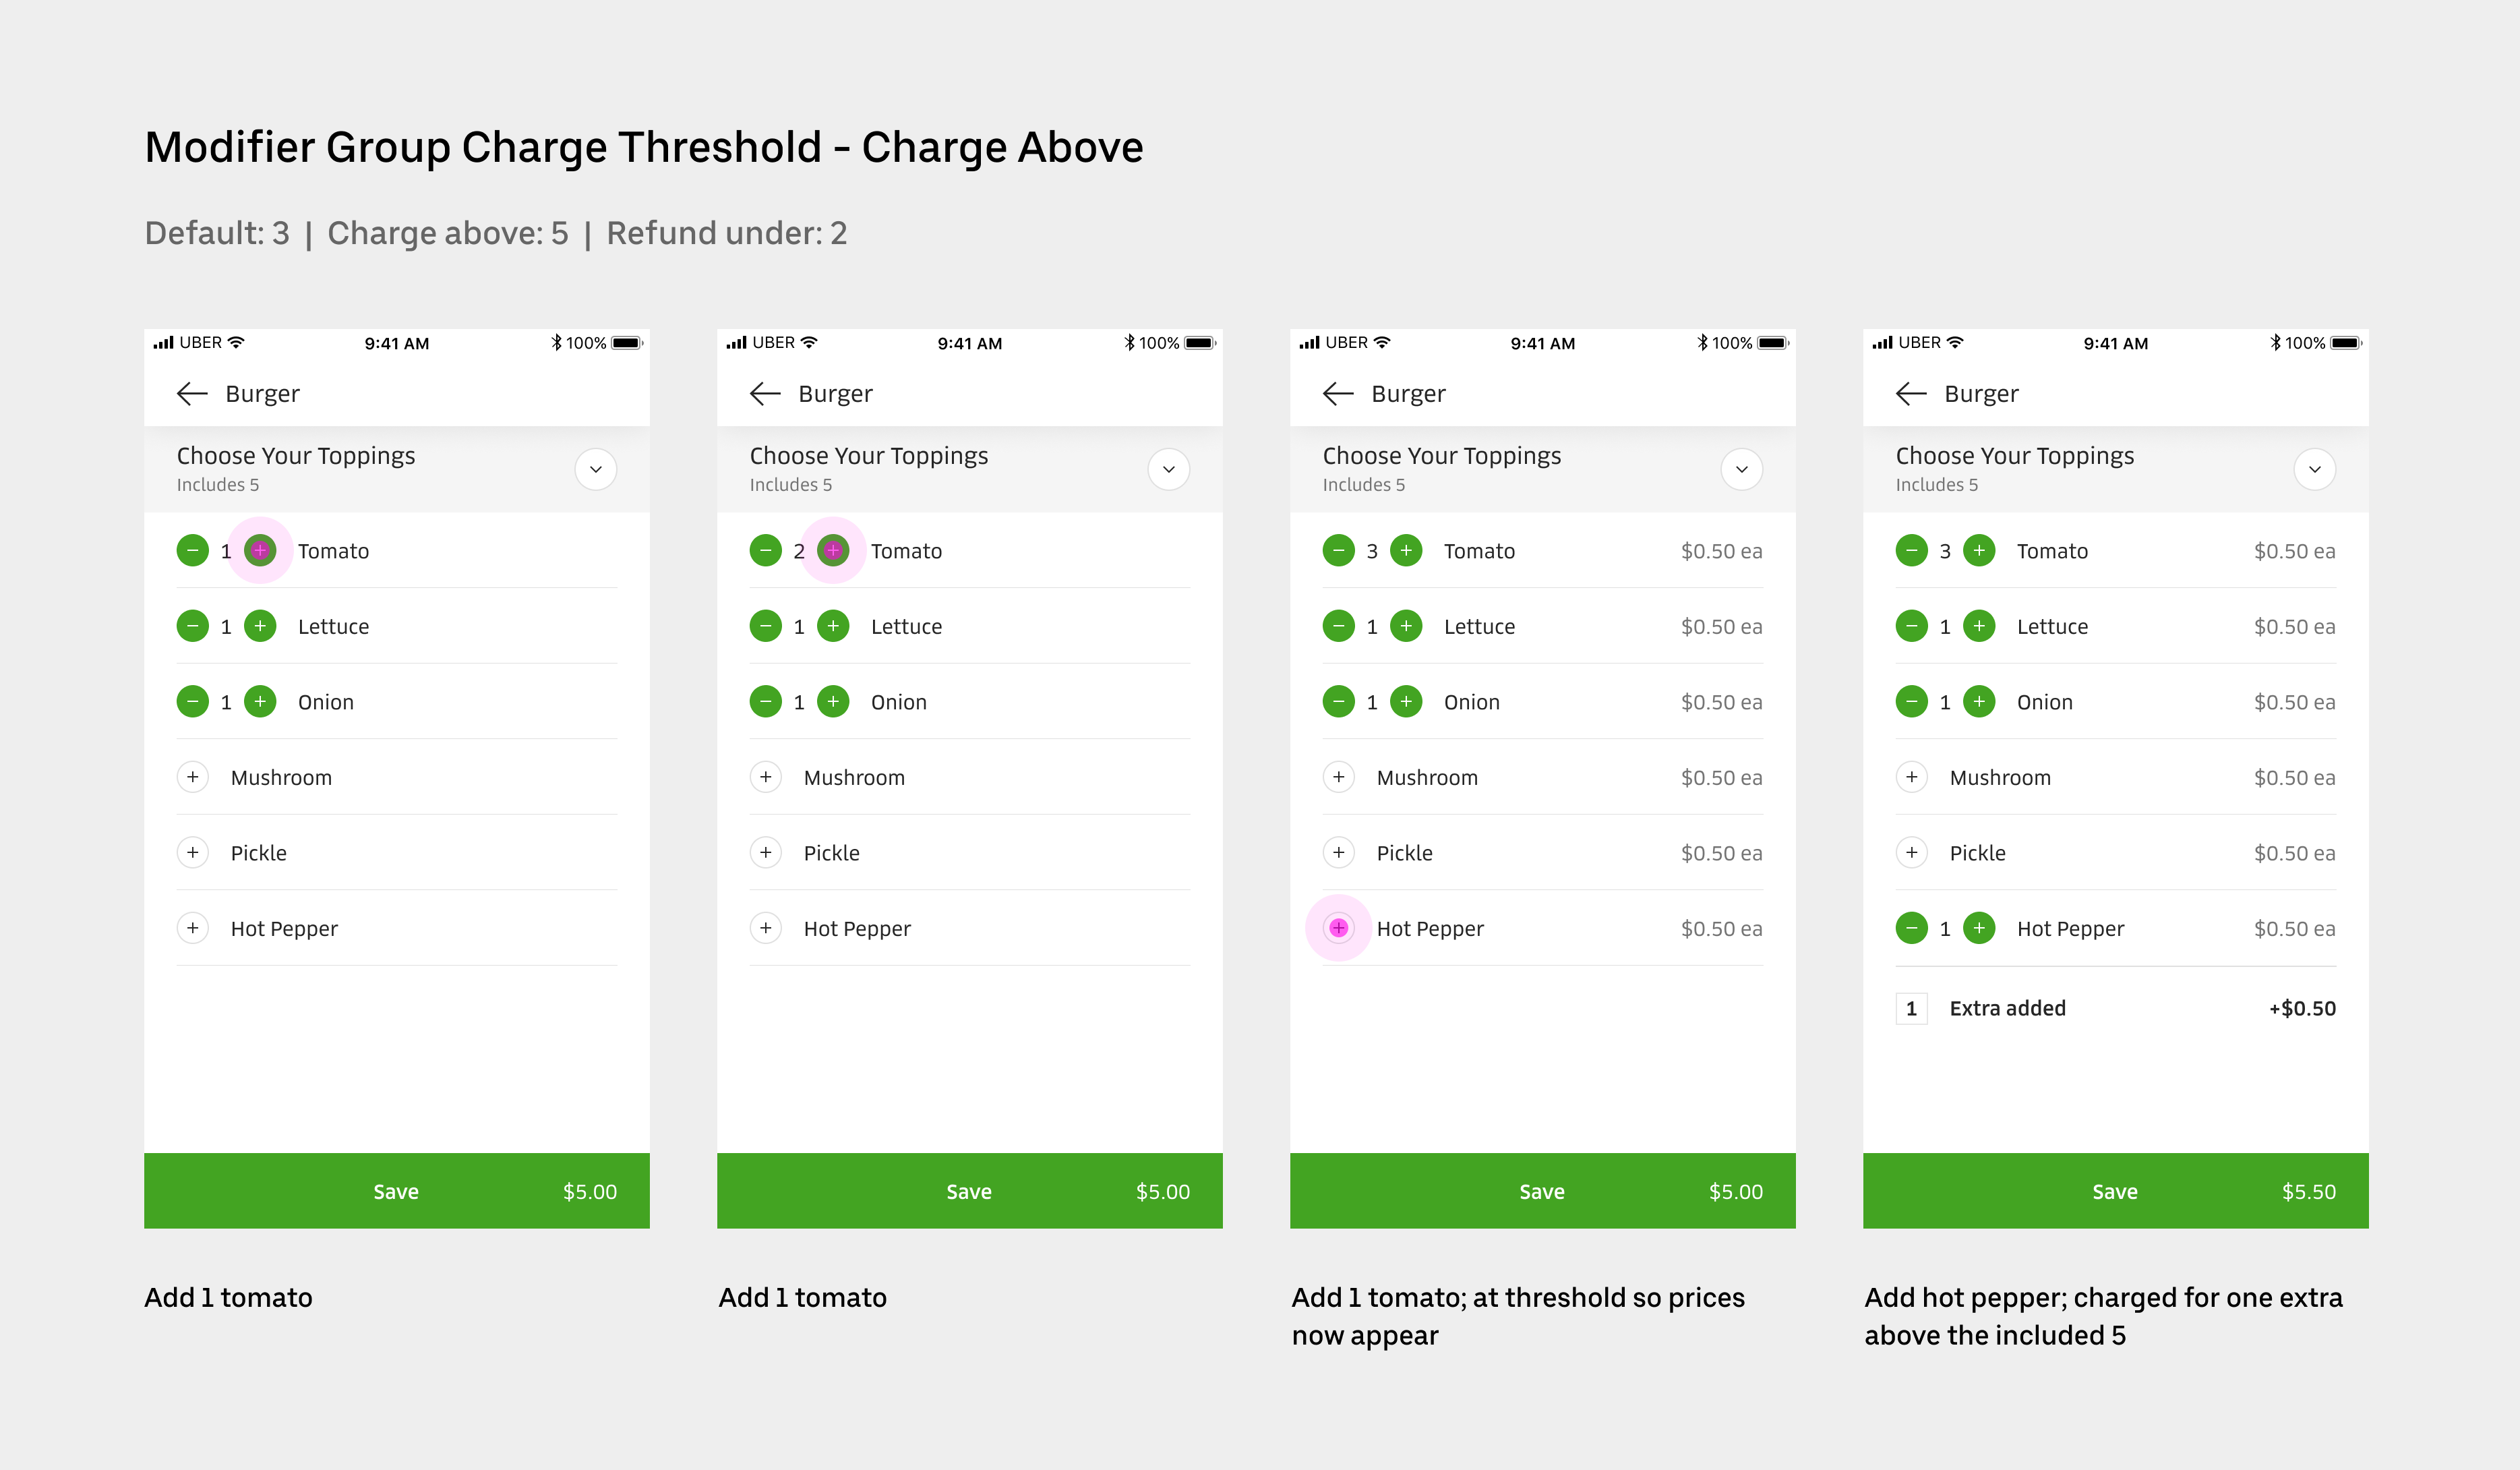 Modifier Group Charge Threshold - Charge Above
Default: 3 | Charge above: 5 | Refund under: 2
UBER 9:41 AM 100%
Burger
Choose Your Toppings
Includes 5
1 Tomato
1 Lettuce
1 Onion
Mushroom
Pickle
Hot Pepper
Save $5.00
Add 1 tomato
UBER 9:41 AM 100%
Burger
Choose Your Toppings
Includes 5
2 Tomato
1 Lettuce
1 Onion
Mushroom
Pickle
Hot Pepper
Save $5.00
Add 1 tomato
UBER 9:41 AM 100%
Burger
Choose Your Toppings
Includes 5
3 Tomato $0.50 ea
1 Lettuce $0.50 ea
1 Onion $0.50 ea
Mushroom $0.50 ea
Pickle $0.50 ea
Hot Pepper $0.50 ea
Save $5.00
Add 1 tomato; at threshold so prices
now appear
UBER 9:41 AM 100%
Burger
Choose Your Toppings
Includes 5
3 Tomato $0.50 ea
1 Lettuce $0.50 ea
1 Onion $0.50 ea
Mushroom $0.50 ea
Pickle $0.50 ea
1 Hot Pepper $0.50 ea
1 Extra added +$0.50
Save $5.50
Add hot pepper; charged for one extra
above the included 5